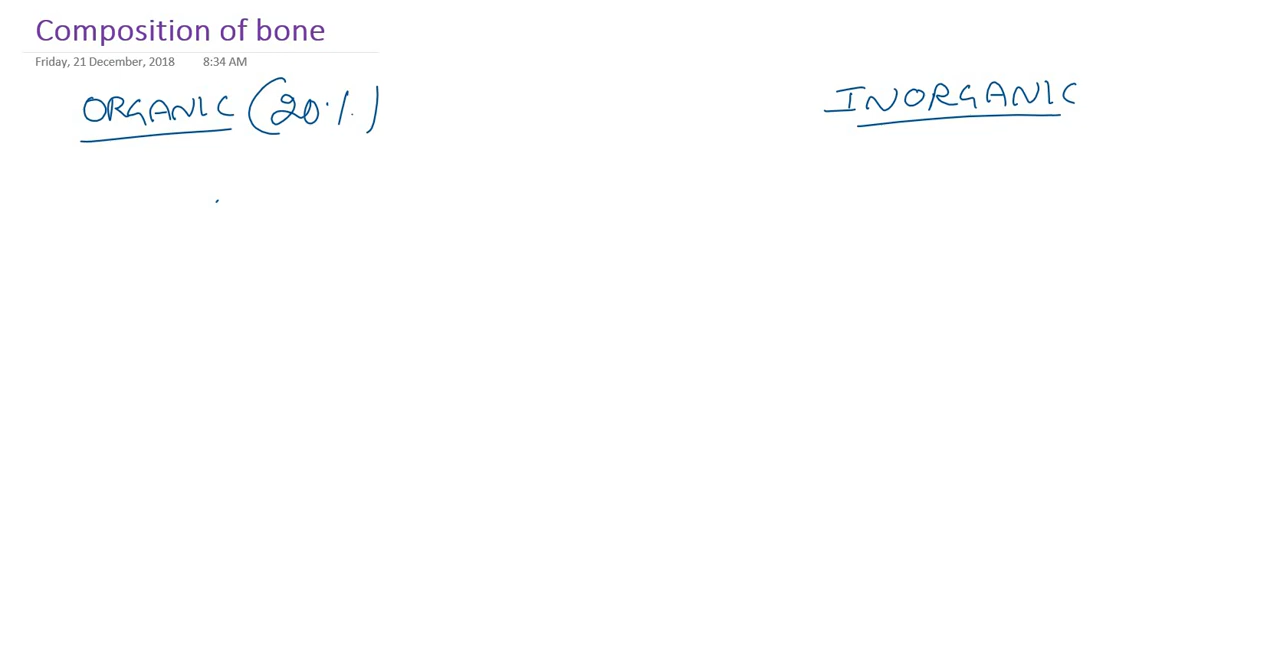 Composition of bone
Friday, 21 December, 2018 8:34 AM
ORGANIC (20%) INORGANIC